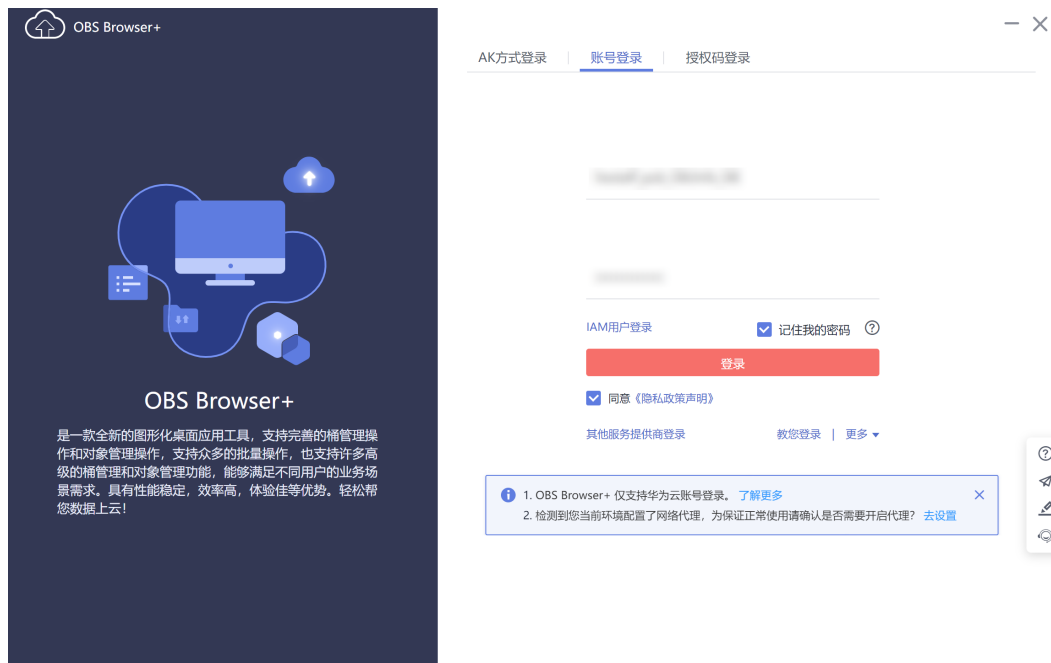 OBS Browser+
AK方式登录
账号登录
授权码登录
IAM用户登录
记住我的密码
登录
同意《隐私政策声明》
其他服务提供商登录
教您登录 | 更多
OBS Browser+
是一款全新的图形化桌面应用工具，支持完善的桶管理操
作和对象管理操作，支持众多的批量操作，也支持许多高
级的桶管理和对象管理功能，能够满足不同用户的业务场
景需求。具有性能稳定，效率高，体验佳等优势。轻松帮
您数据上云！
1. OBS Browser+ 仅支持华为云账号登录。 了解更多
2. 检测到您当前环境配置了网络代理，为保证正常使用请确认是否需要开启代理？ 去设置